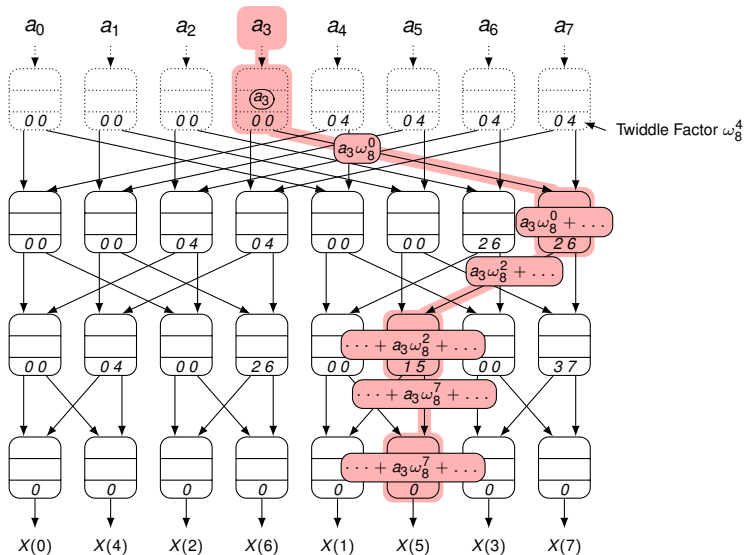 a₀ a₁ a₂ a₃ a₄ a₅ a₆ a₇
a₃
0 0 0 0 0 0 0 0 0 4 0 4 0 4 0 4
Twiddle Factor ω₈⁴
a₃ω₈⁰
a₃ω₈⁰ + ...
0 0 0 0 0 4 0 4 0 0 0 0 2 6 2 6
a₃ω₈² + ...
··· + a₃ω₈² + ...
0 0 0 4 0 0 2 6 0 0 1 5 0 0 3 7
··· + a₃ω₈⁷ + ...
··· + a₃ω₈⁷ + ...
0 0 0 0 0 0 0 0
X(0) X(4) X(2) X(6) X(1) X(5) X(3) X(7)